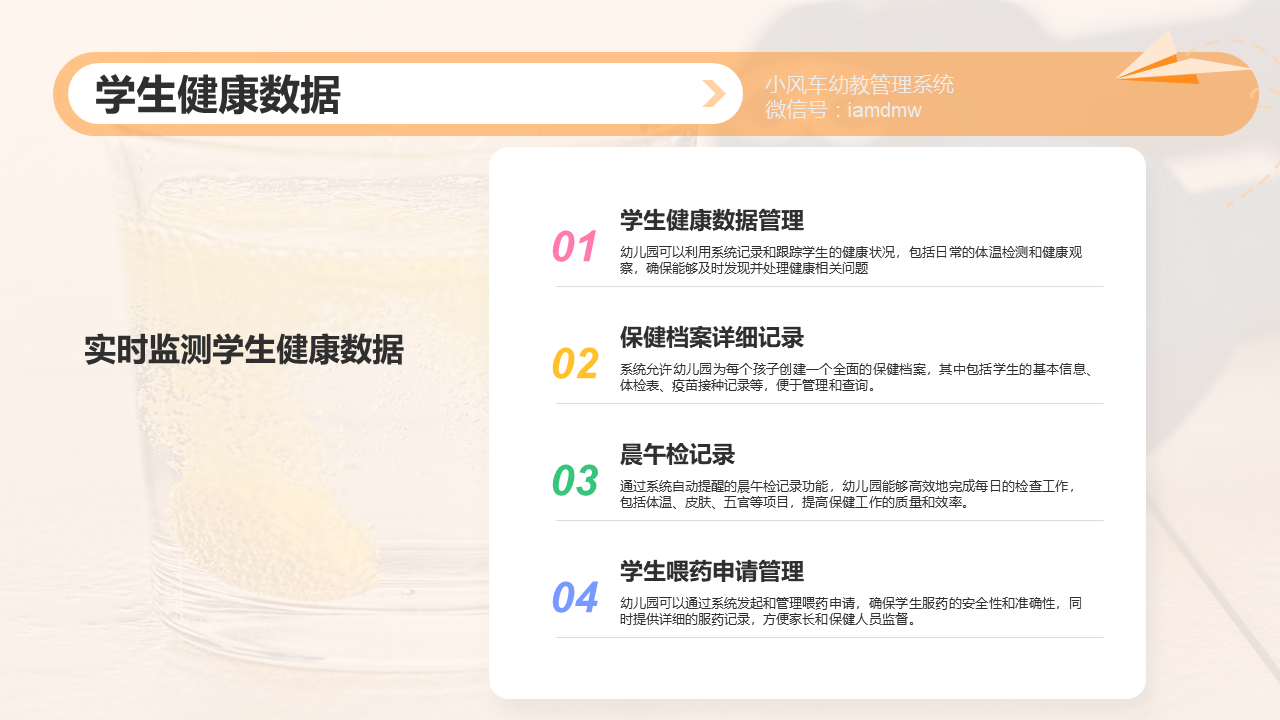 学生健康数据
小风车幼教管理系统
微信号：iamdmw
实时监测学生健康数据
01
学生健康数据管理
幼儿园可以利用系统记录和跟踪学生的健康状况，包括日常的体温检测和健康观
察，确保能够及时发现并处理健康相关问题
02
保健档案详细记录
系统允许幼儿园为每个孩子创建一个全面的保健档案，其中包括学生的基本信息、
体检表、疫苗接种记录等，便于管理和查询。
03
晨午检记录
通过系统自动提醒的晨午检记录功能，幼儿园能够高效地完成每日的检查工作，
包括体温、皮肤、五官等项目，提高保健工作的质量和效率。
04
学生喂药申请管理
幼儿园可以通过系统发起和管理喂药申请，确保学生服药的安全性和准确性，同
时提供详细的服药记录，方便家长和保健人员监督。